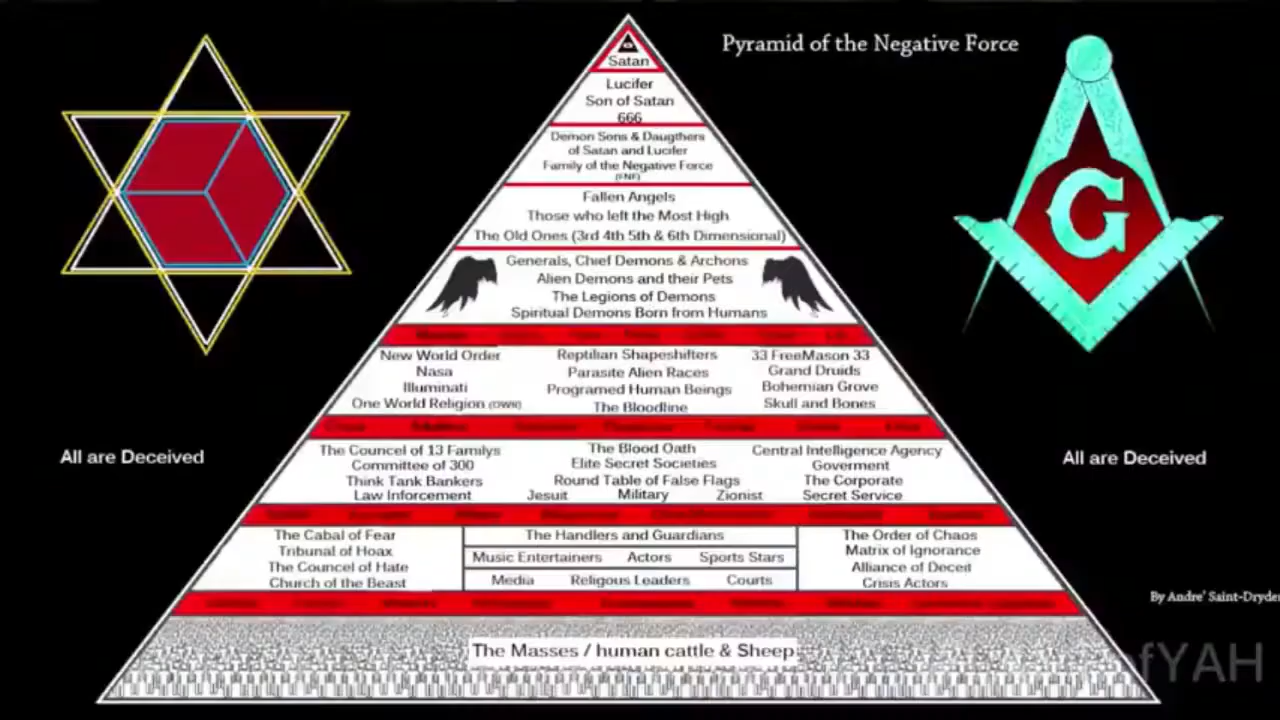 Pyramid of the Negative Force
Satan
Lucifer
Son of Satan
666
Demon Sons & Daugthers
of Satan and Lucifer
Family of the Negative Force
(FNF)
Fallen Angels
Those who left the Most High
The Old Ones (3rd 4th 5th & 6th Dimensional)
G
Generals, Chief Demons & Archons
Alien Demons and their Pets
The Legions of Demons
Spiritual Demons Born from Humans
New World Order Reptilian Shapeshifters 33 FreeMason 33
Nasa Parasite Alien Races Grand Druids
Illuminati Programed Human Beings Bohemian Grove
One World Religion (OWR) The Bloodline Skull and Bones
All are Deceived
All are Deceived
The Councel of 13 Familys The Blood Oath Central Intelligence Agency
Committee of 300 Elite Secret Societies Goverment
Think Tank Bankers Round Table of False Flags The Corporate
Law Inforcement Jesuit Military Zionist Secret Service
The Cabal of Fear The Handlers and Guardians The Order of Chaos
Tribunal of Hoax Music Entertainers Actors Sports Stars Matrix of Ignorance
The Councel of Hate Alliance of Deceit
Church of the Beast Media Religous Leaders Courts Crisis Actors
By Andre' Saint-Dryden
The Masses / human cattle & Sheep
ofYAH